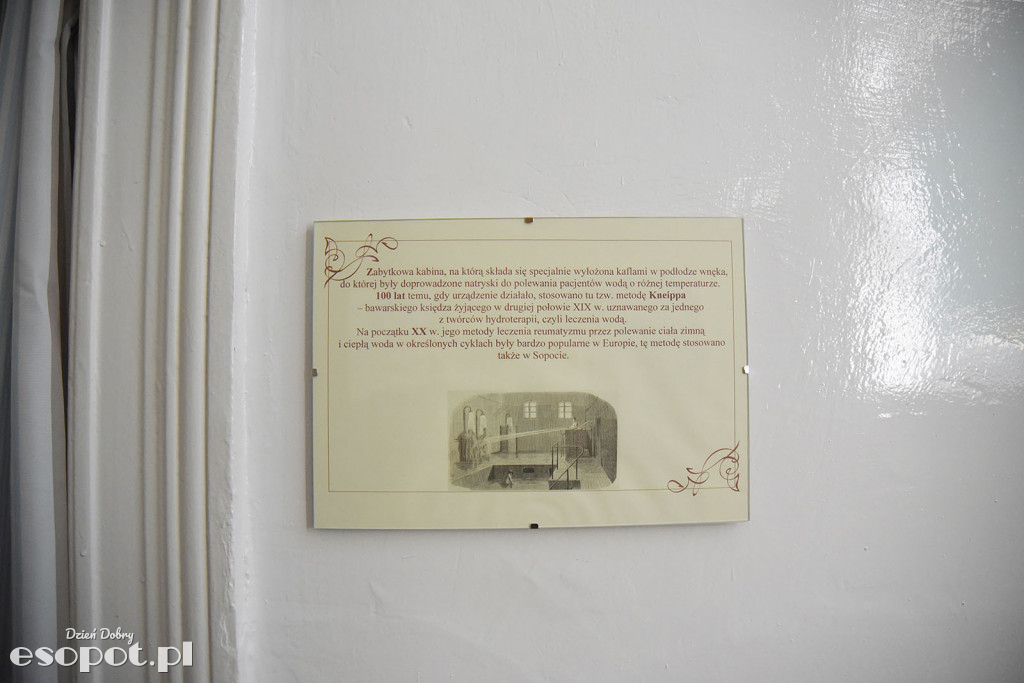 Zabytkowa kabina, na którą składa się specjalnie wyłożona kaflami w podłodze wnęka,
do której były doprowadzone natryski do polewania pacjentów wodą o różnej temperaturze.
100 lat temu, gdy urządzenie działało, stosowano tu tzw. metodę Kneippa
– bawarskiego księdza żyjącego w drugiej połowie XIX w. uznawanego za jednego
z twórców hydroterapii, czyli leczenia wodą.
Na początku XX w. jego metody leczenia reumatyzmu przez polewanie ciała zimną
i ciepłą woda w określonych cyklach były bardzo popularne w Europie, tę metodę stosowano
także w Sopocie.
Dzień Dobry
esopot.pl